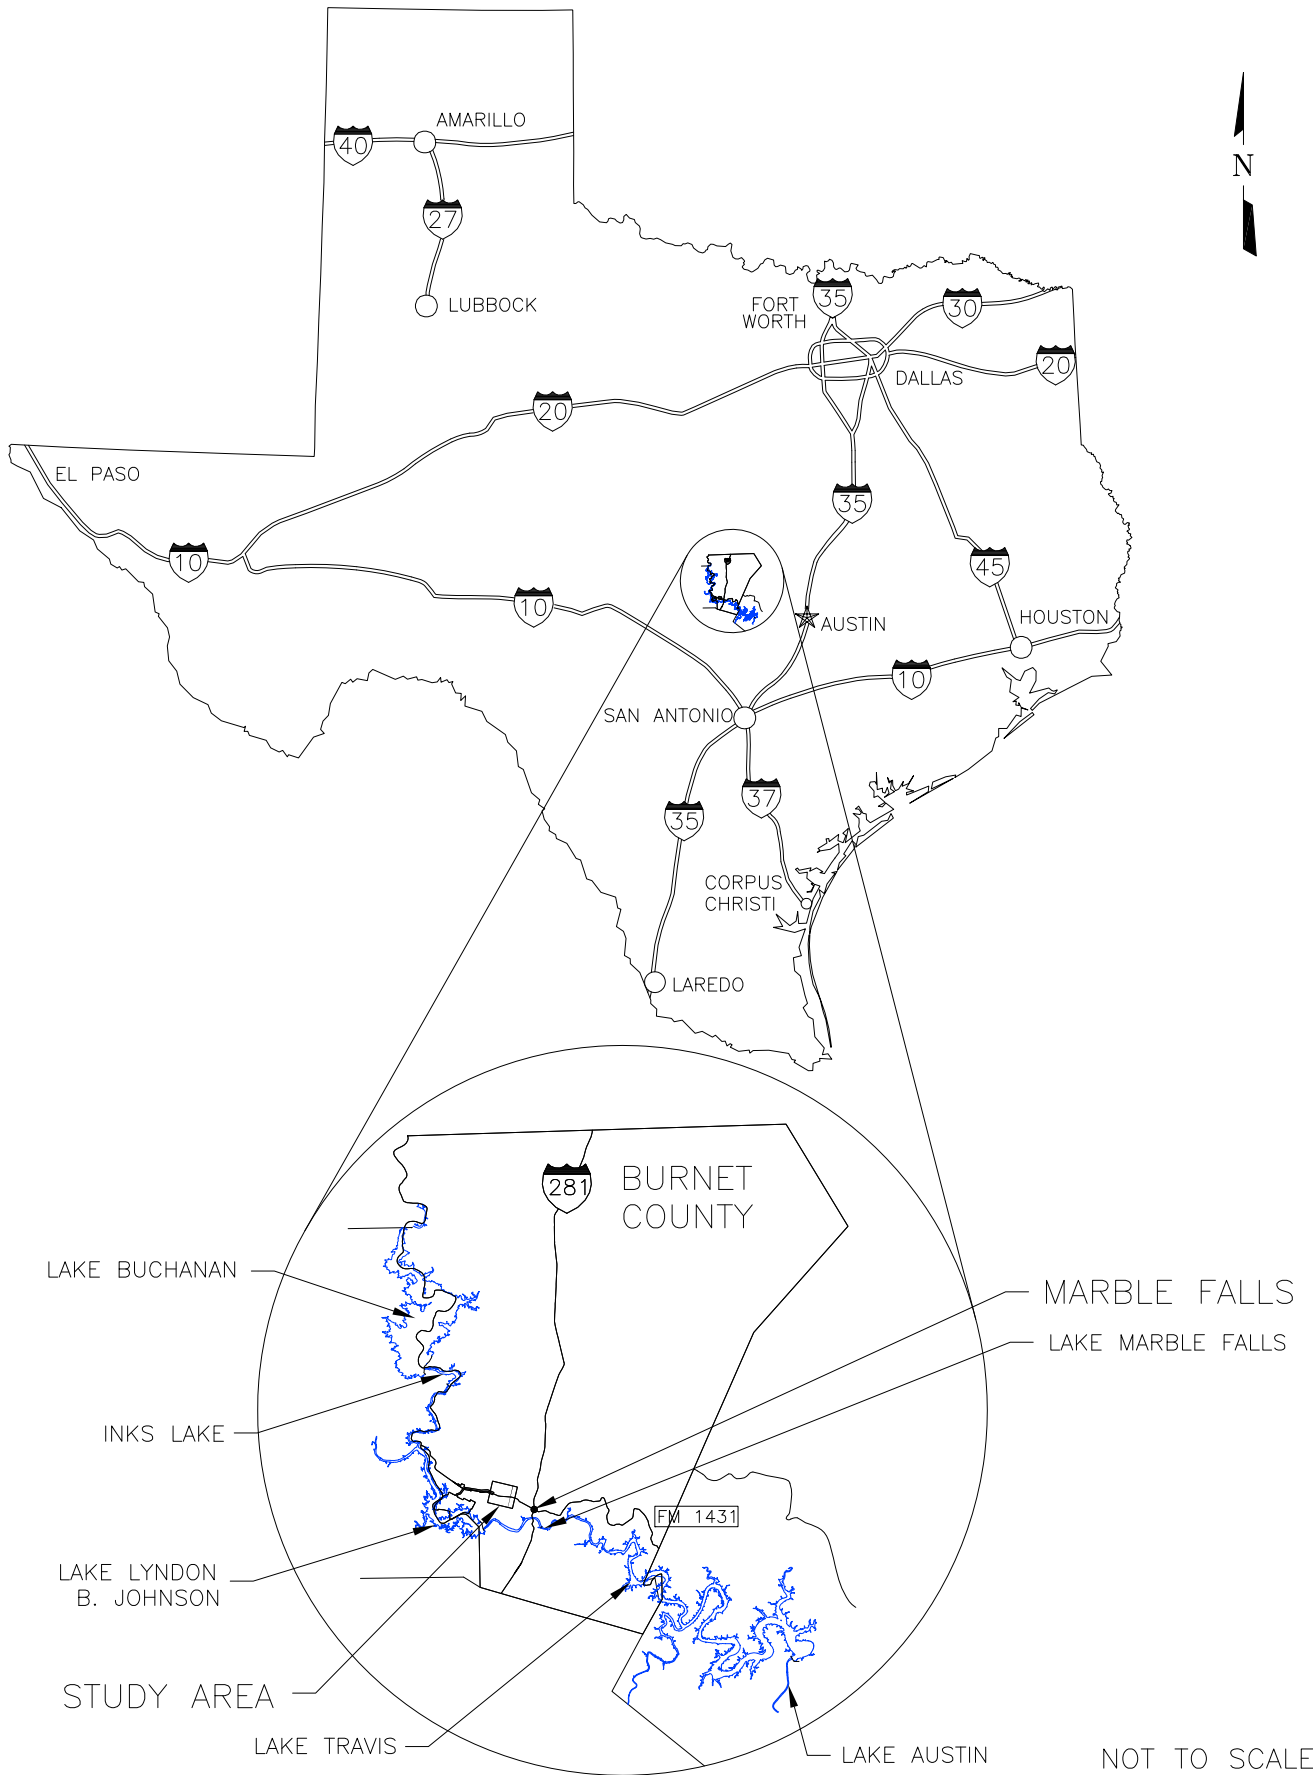 AMARILLO
40
N
27
LUBBOCK
FORT
WORTH
35
30
DALLAS
20
20
EL PASO
35
10
45
10
HOUSTON
AUSTIN
10
SAN ANTONIO
37
35
CORPUS
CHRISTI
LAREDO
281
BURNET
COUNTY
LAKE BUCHANAN
MARBLE FALLS
LAKE MARBLE FALLS
INKS LAKE
FM 1431
LAKE LYNDON
B. JOHNSON
STUDY AREA
LAKE TRAVIS
LAKE AUSTIN
NOT TO SCALE